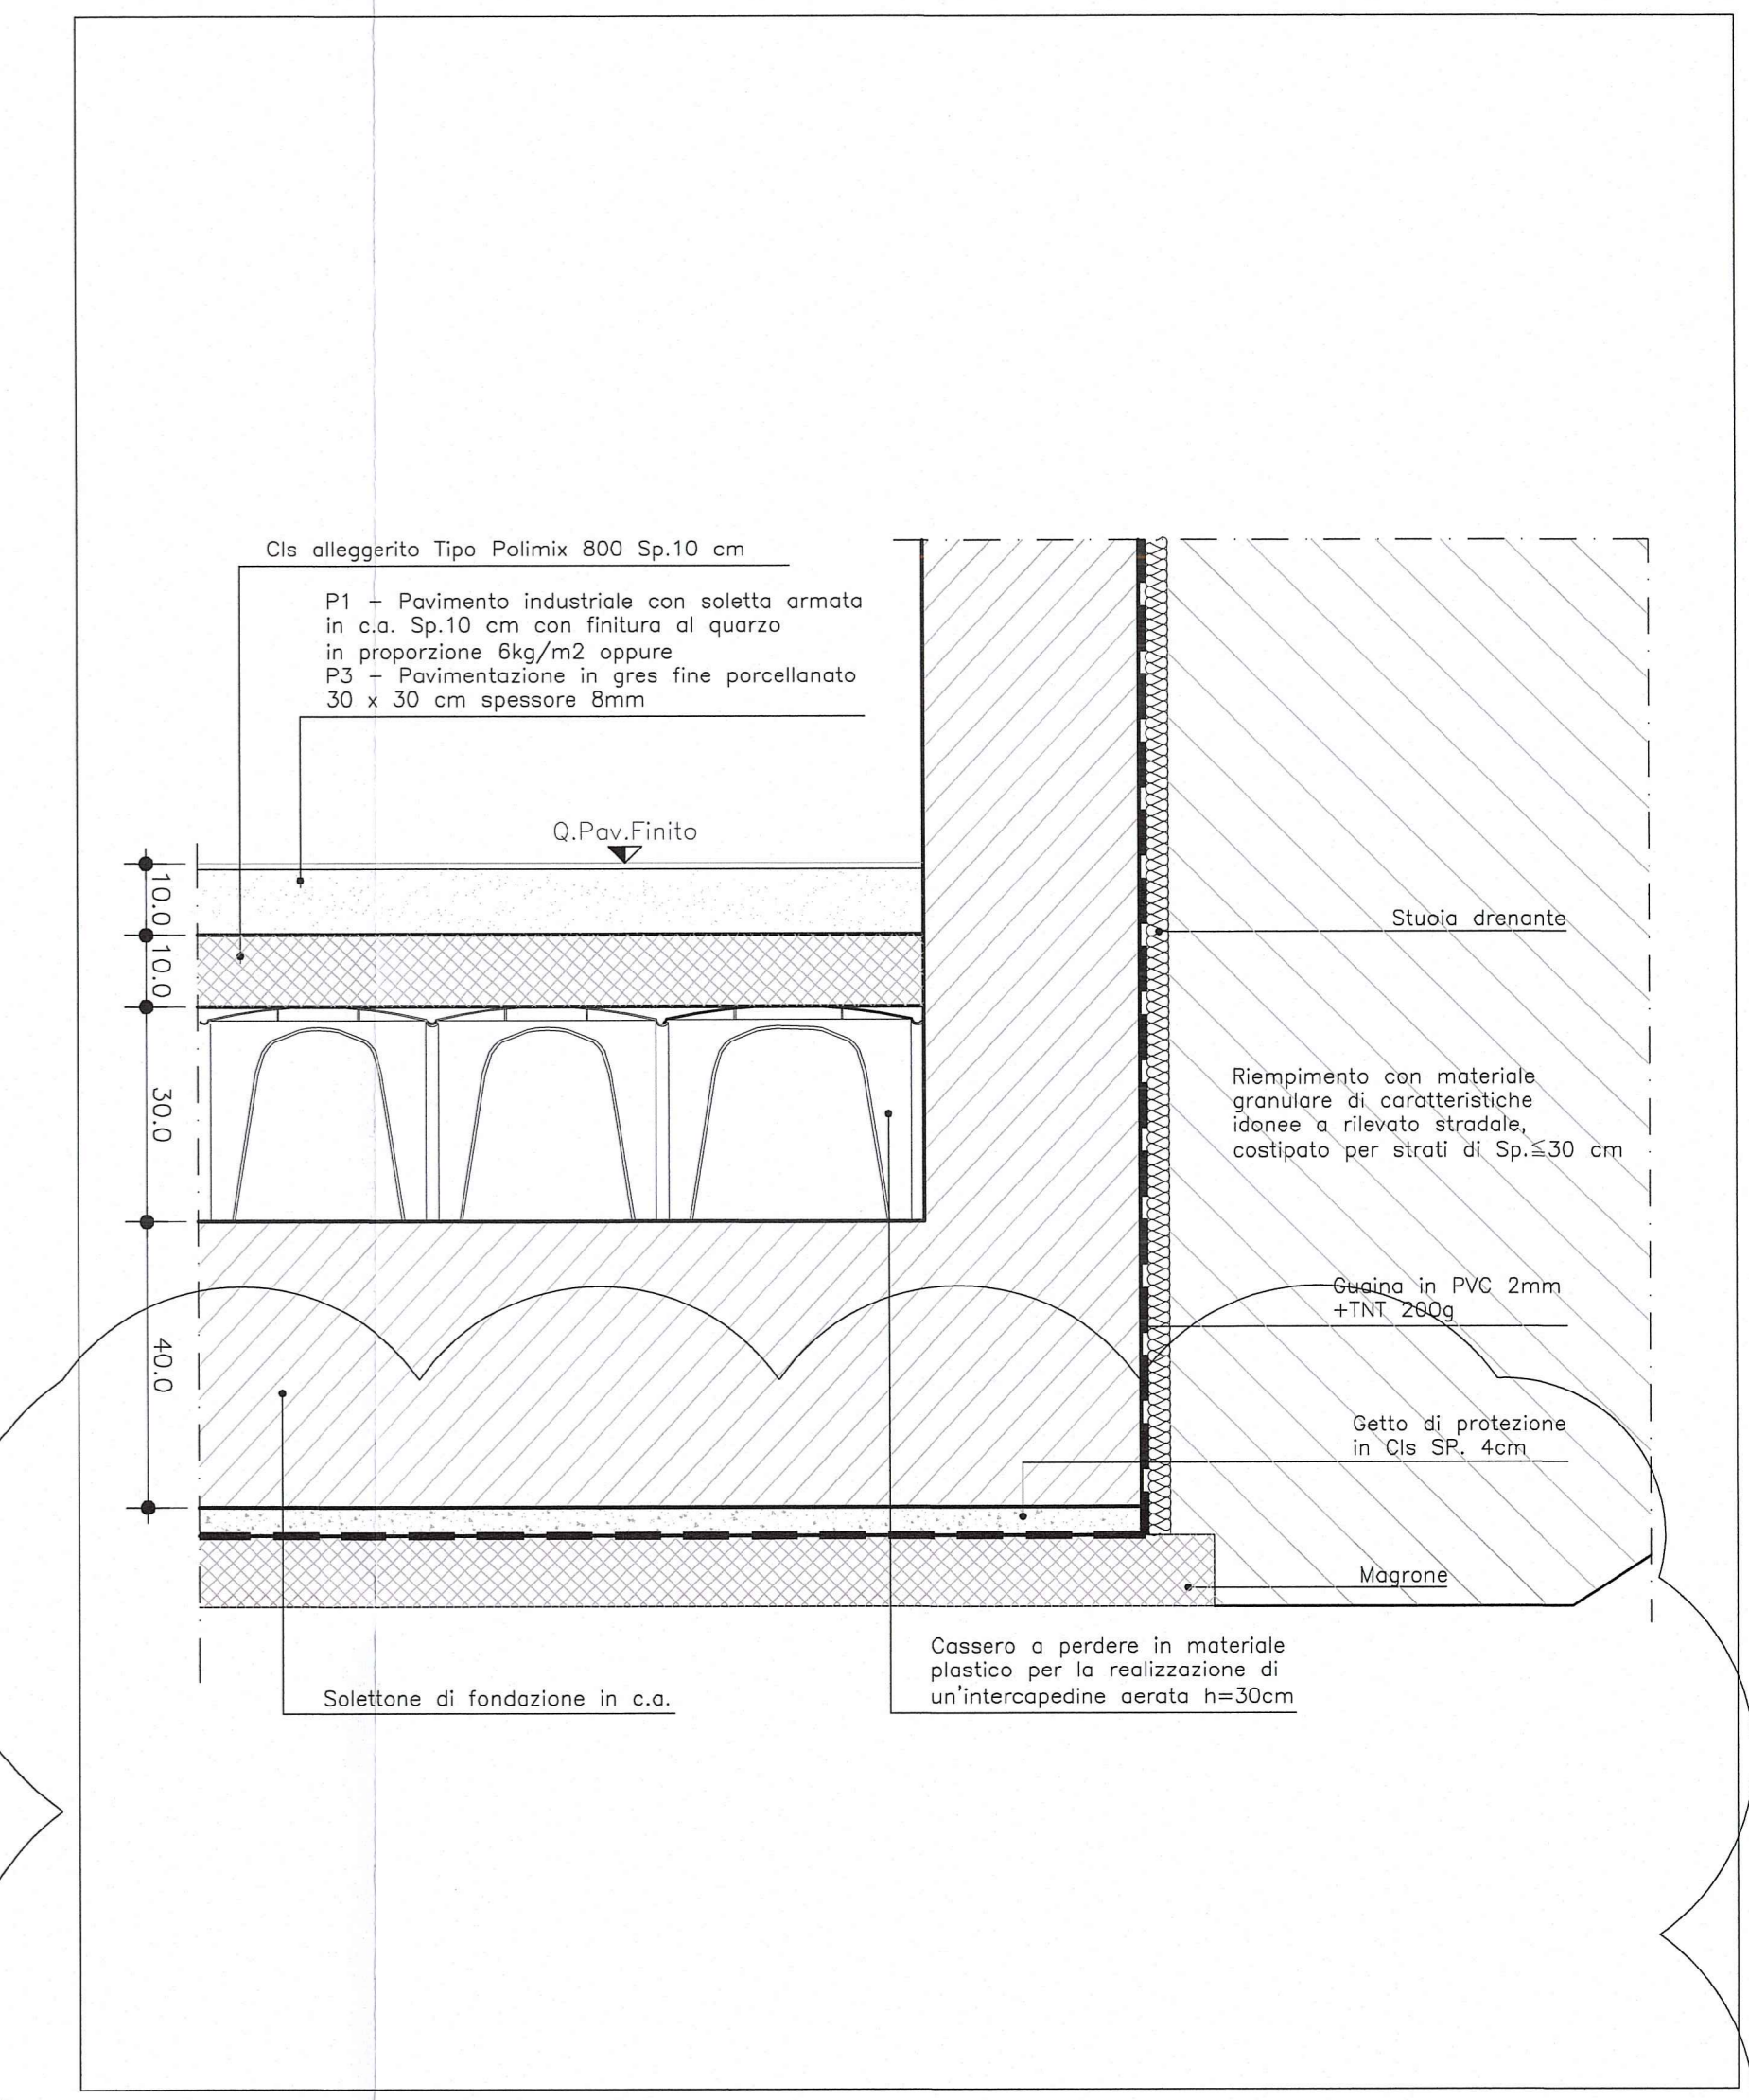 Cls alleggerito Tipo Polimix 800 Sp.10 cm
P1 – Pavimento industriale con soletta armata
in c.a. Sp.10 cm con finitura al quarzo
in proporzione 6kg/m2 oppure
P3 – Pavimentazione in gres fine porcellanato
30 x 30 cm spessore 8mm
Q.Pav.Finito
10.0
10.0
30.0
40.0
Stuoia drenante
Riempimento con materiale
granulare di caratteristiche
idonee a rilevato stradale,
costipato per strati di Sp.≦30 cm
Guaina in PVC 2mm
+TNT 200g
Getto di protezione
in Cls SP. 4cm
Magrone
Cassero a perdere in materiale
plastico per la realizzazione di
un'intercapedine aerata h=30cm
Solettone di fondazione in c.a.